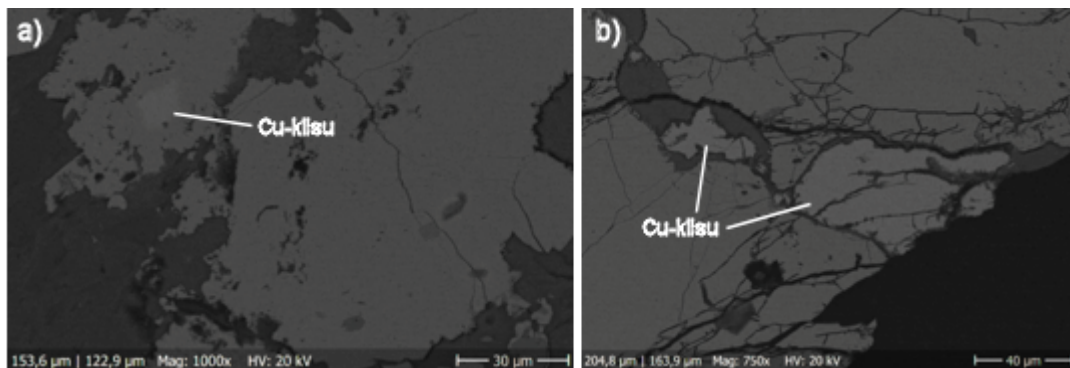 a)
Cu-kiisu
153,6 µm | 122,9 µm Mag: 1000x HV: 20 kV
30 µm
b)
Cu-kiisu
204,8 µm | 163,9 µm Mag: 750x HV: 20 kV
40 µm